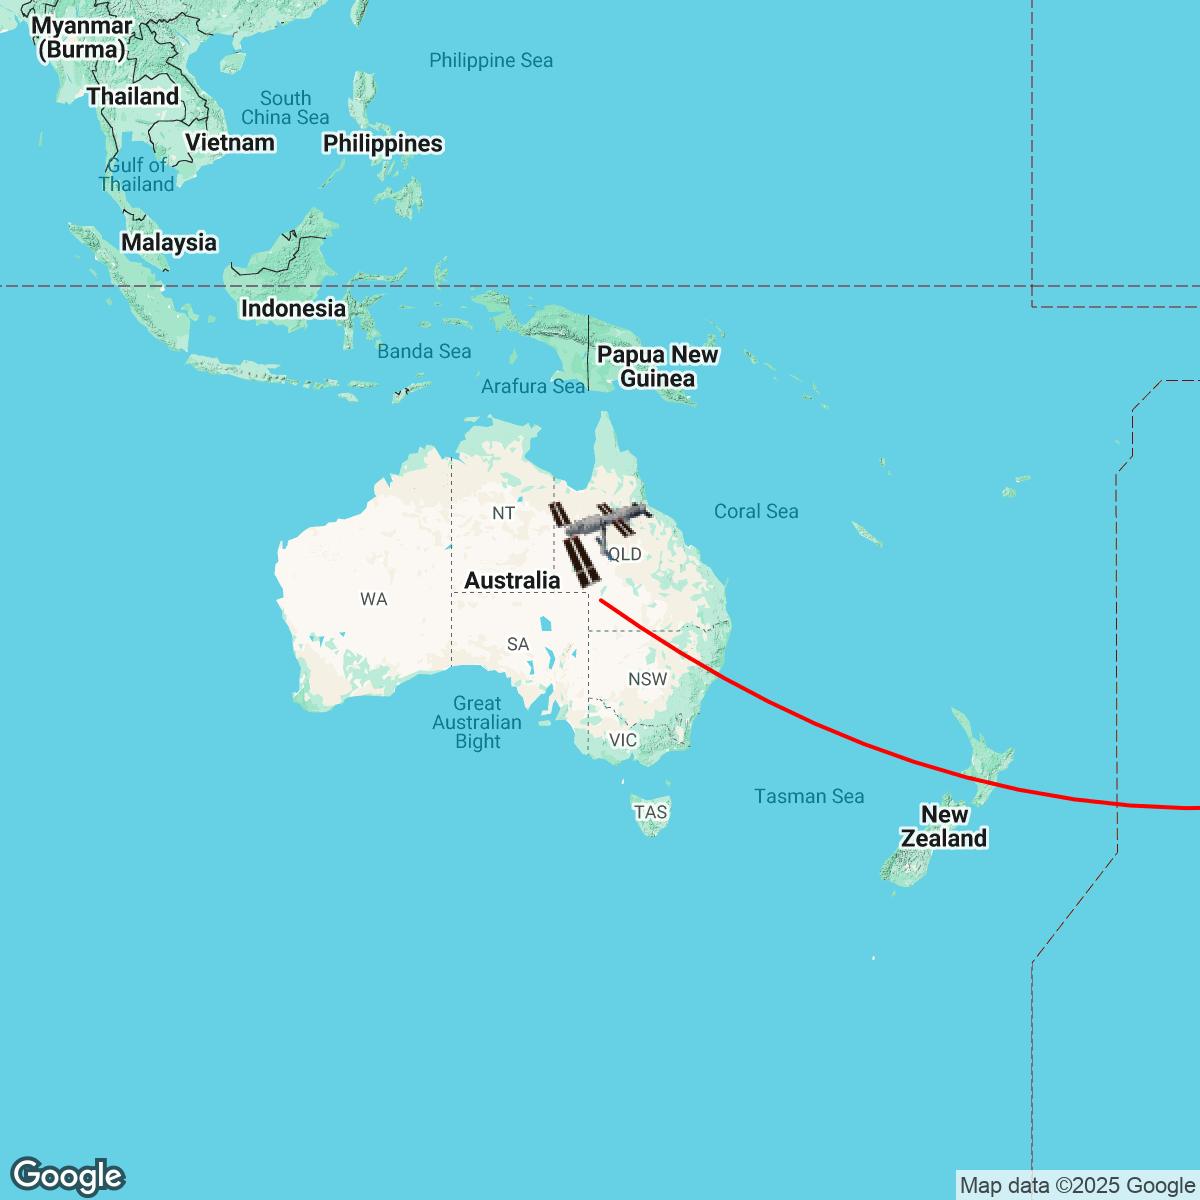 Myanmar
(Burma)
Philippine Sea
Thailand
South
China Sea
Vietnam
Philippines
Gulf of
Thailand
Malaysia
Indonesia
Banda Sea
Papua New
Guinea
Arafura Sea
NT
Coral Sea
QLD
Australia
WA
SA
NSW
Great
Australian
Bight
VIC
Tasman Sea
TAS
New
Zealand
Google
Map data ©2025 Google